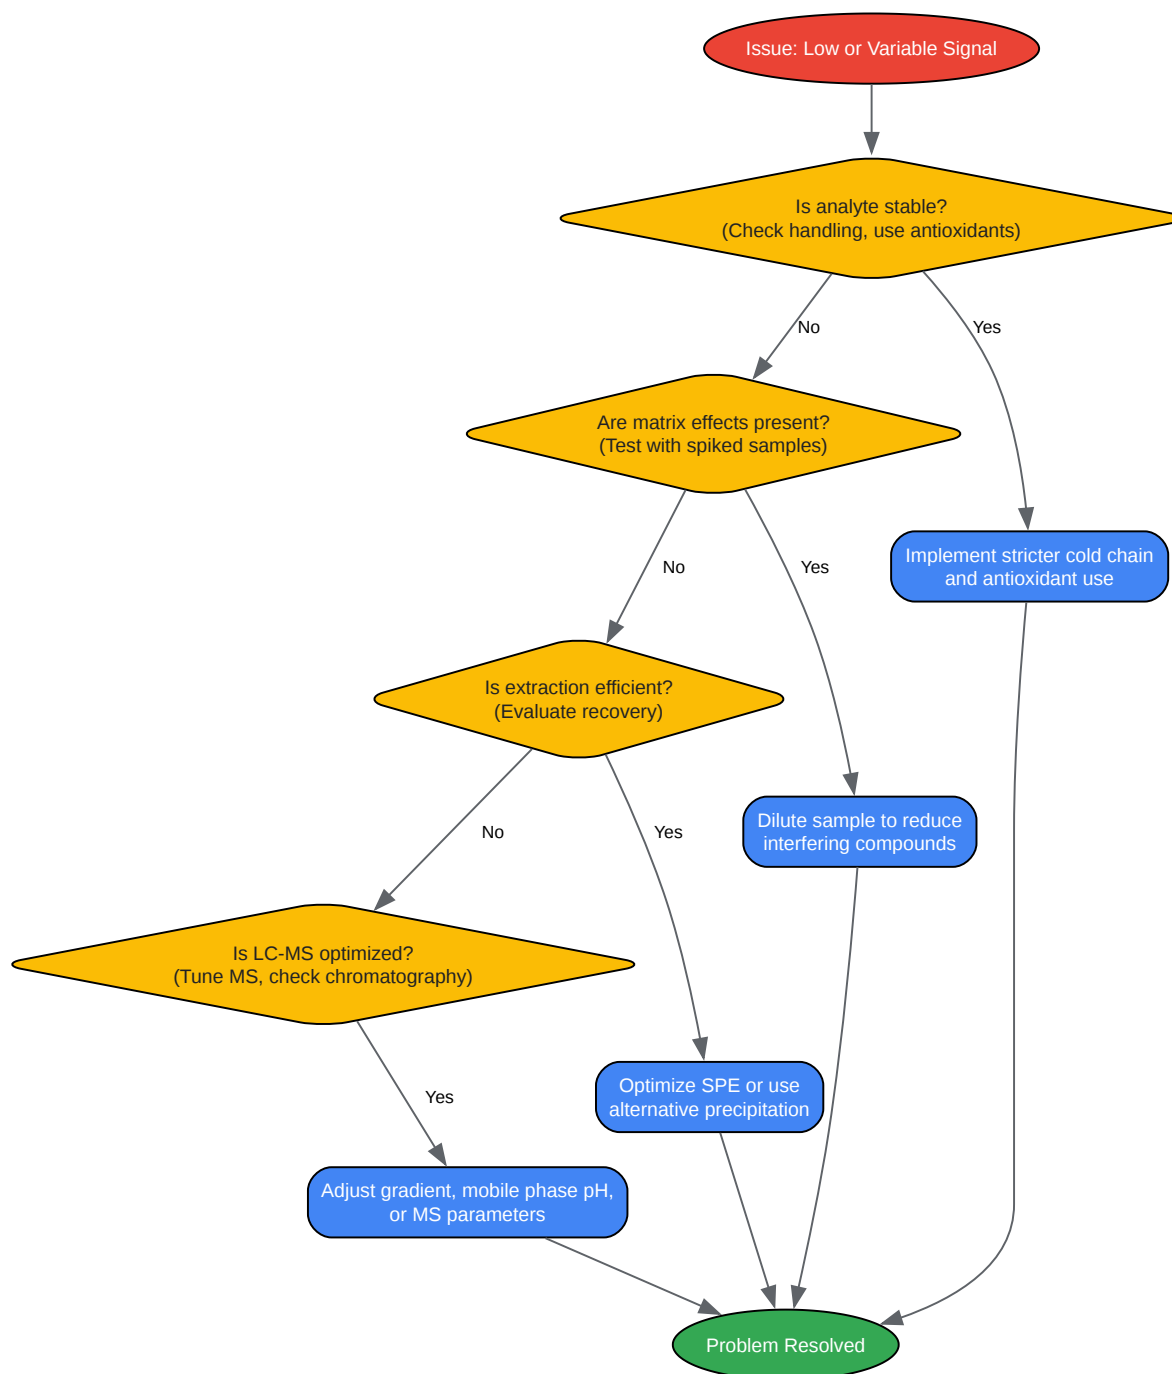 Issue: Low or Variable Signal
Is analyte stable?
(Check handling, use antioxidants)
No
Yes
Are matrix effects present?
(Test with spiked samples)
No
Yes
Implement stricter cold chain
and antioxidant use
Is extraction efficient?
(Evaluate recovery)
No
Yes
Dilute sample to reduce
interfering compounds
Is LC-MS optimized?
(Tune MS, check chromatography)
Yes
Optimize SPE or use
alternative precipitation
Adjust gradient, mobile phase pH,
or MS parameters
Problem Resolved